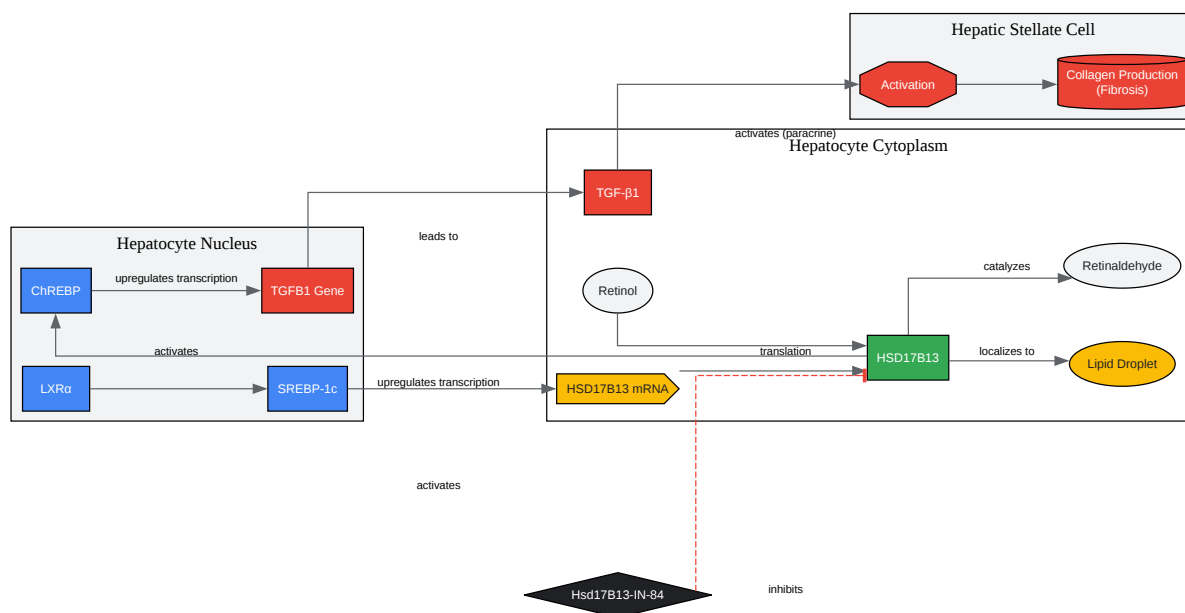 Hepatic Stellate Cell
Activation
Collagen Production
(Fibrosis)
activates (paracrine)
Hepatocyte Cytoplasm
TGF-β1
leads to
Hepatocyte Nucleus
ChREBP
upregulates transcription
TGFB1 Gene
Retinol
catalyzes
Retinaldehyde
activates
translation
HSD17B13
localizes to
Lipid Droplet
LXRα
SREBP-1c
upregulates transcription
HSD17B13 mRNA
activates
Hsd17B13-IN-84
inhibits